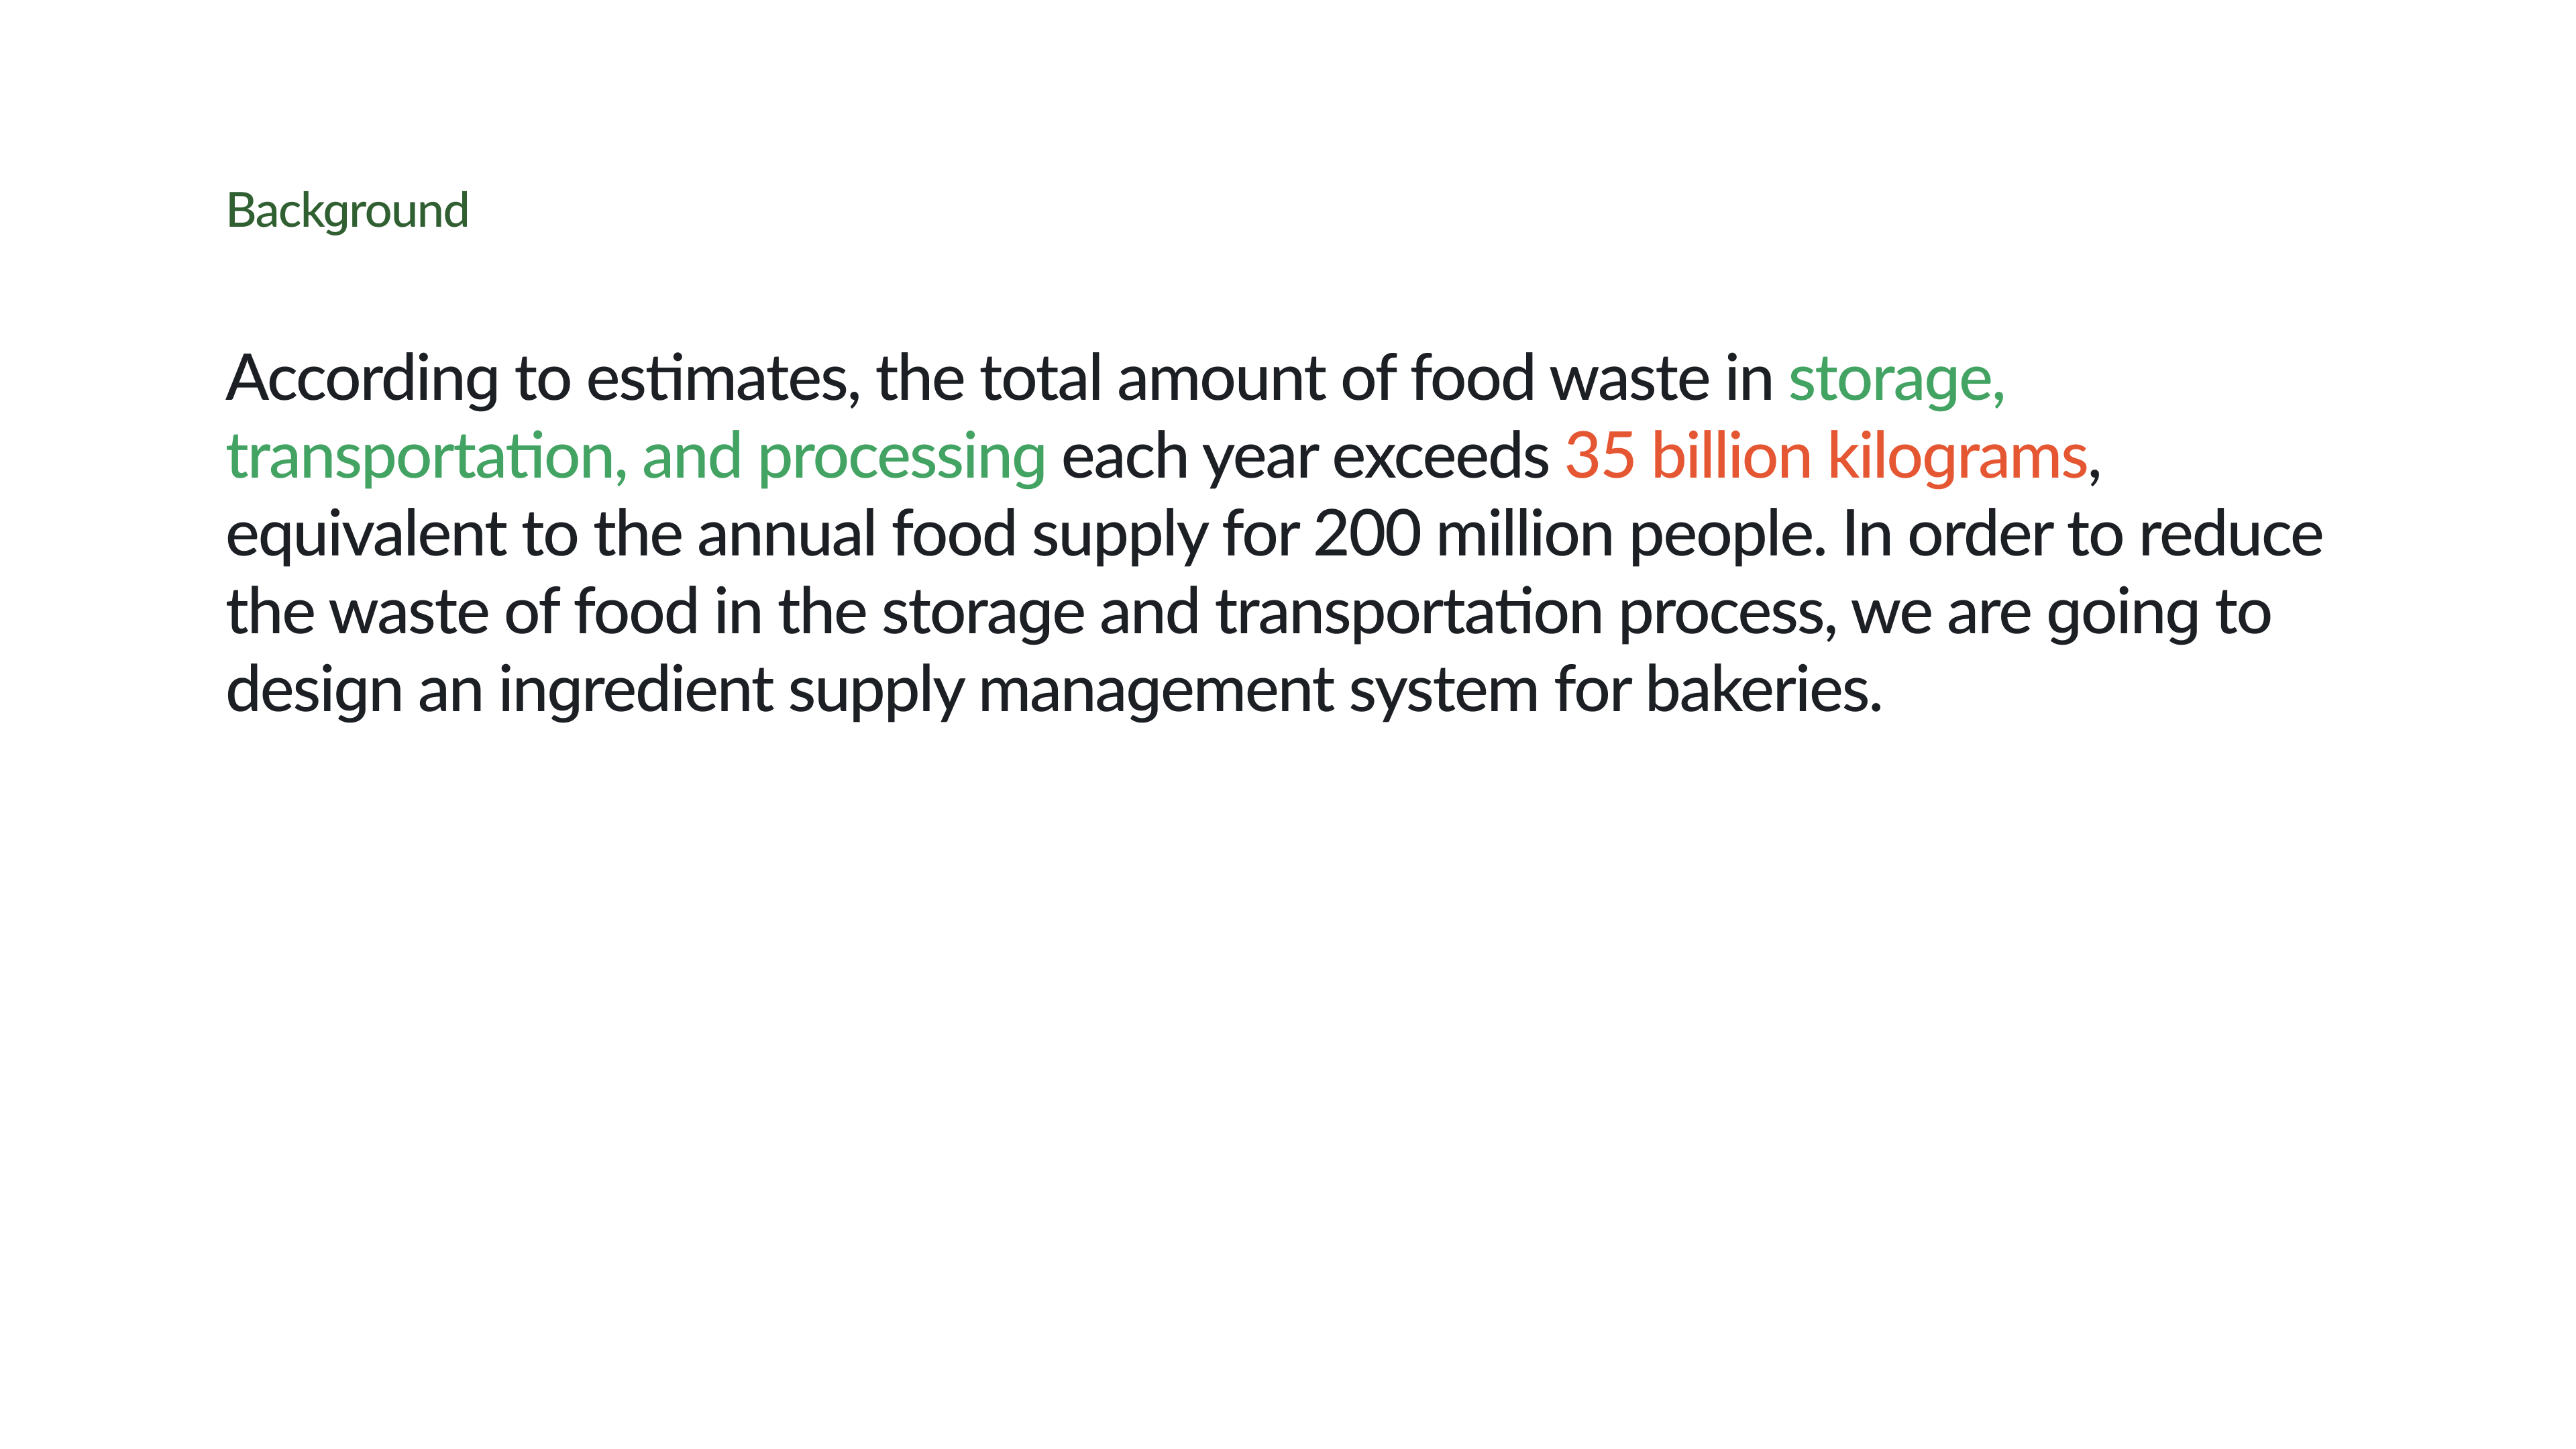 Background
According to estimates, the total amount of food waste in storage,
transportation, and processing each year exceeds 35 billion kilograms,
equivalent to the annual food supply for 200 million people. In order to reduce
the waste of food in the storage and transportation process, we are going to
design an ingredient supply management system for bakeries.